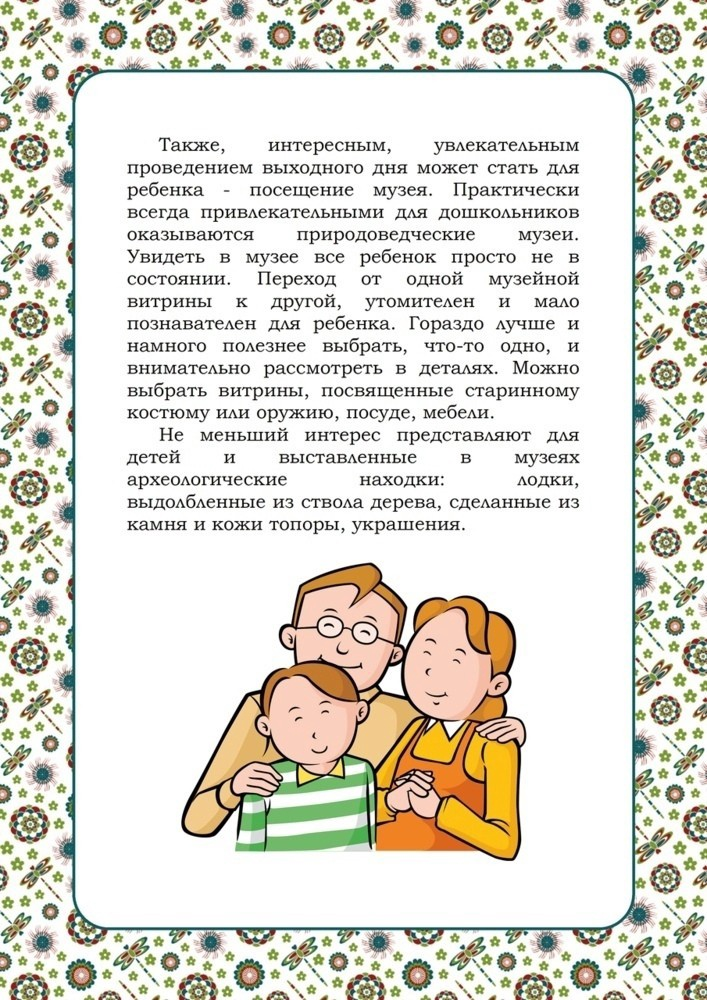 Также, интересным, увлекательным
проведением выходного дня может стать для
ребенка - посещение музея. Практически
всегда привлекательными для дошкольников
оказываются природоведческие музеи.
Увидеть в музее все ребенок просто не в
состоянии. Переход от одной музейной
витрины к другой, утомителен и мало
познавателен для ребенка. Гораздо лучше и
намного полезнее выбрать, что-то одно, и
внимательно рассмотреть в деталях. Можно
выбрать витрины, посвященные старинному
костюму или оружию, посуде, мебели.
Не меньший интерес представляют для
детей и выставленные в музеях
археологические находки: лодки,
выдолбленные из ствола дерева, сделанные из
камня и кожи топоры, украшения.